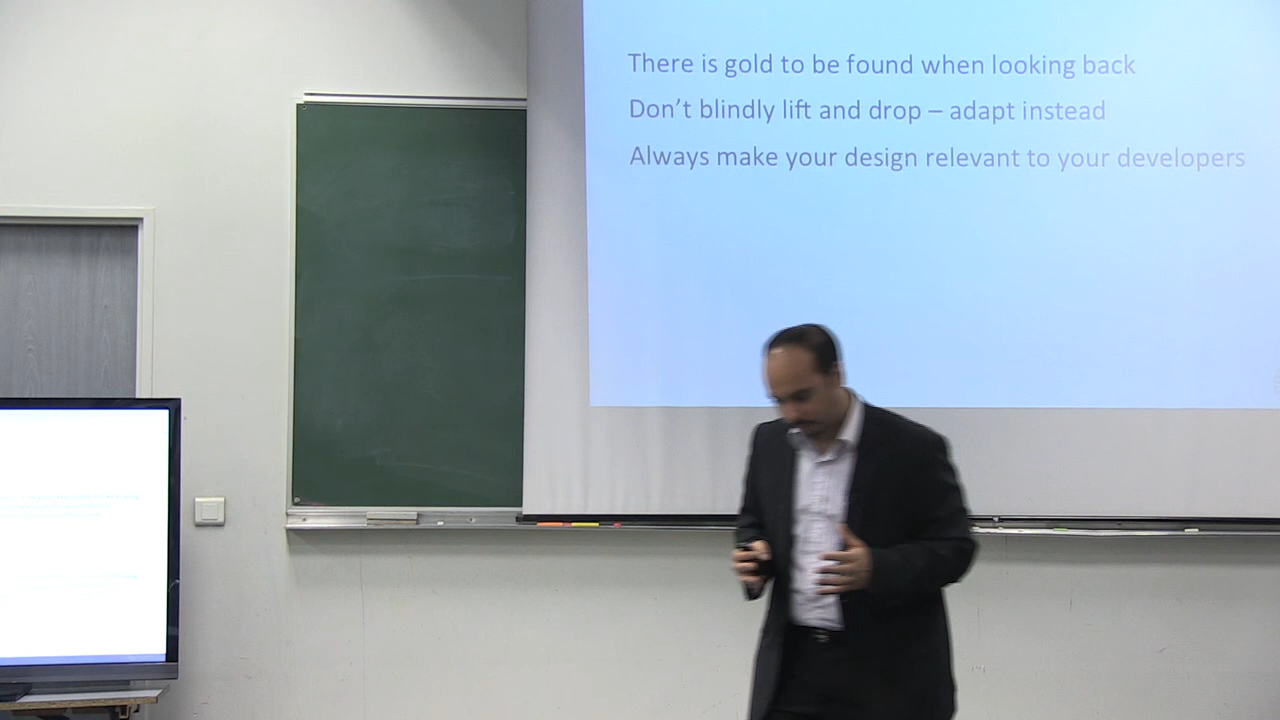 There is gold to be found when looking back
Don’t blindly lift and drop – adapt instead
Always make your design relevant to your developers